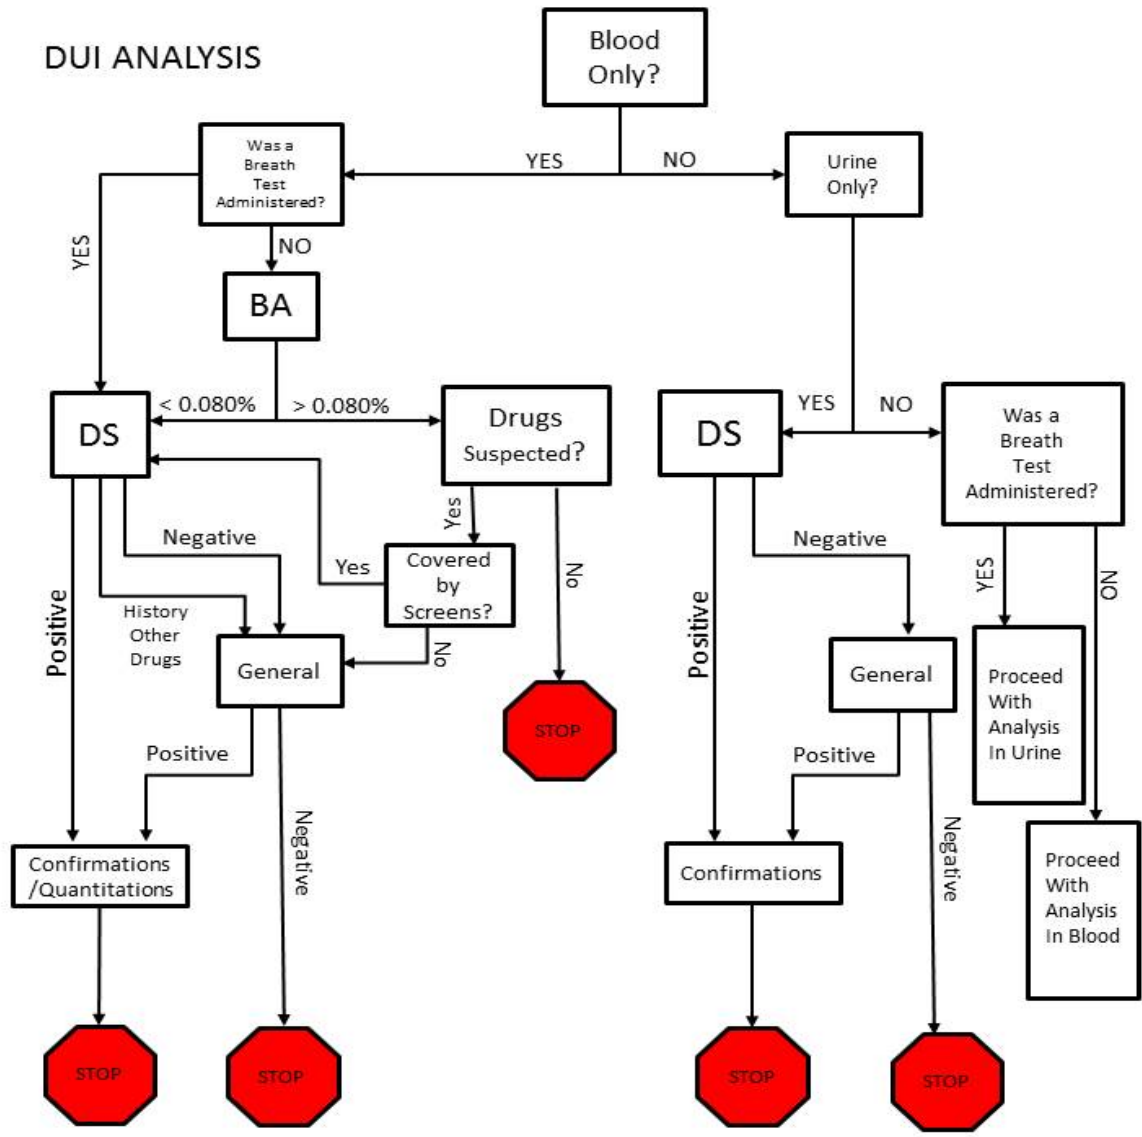 DUI ANALYSIS
Blood
Only?
Was a
Breath
Test
Administered?
YES
NO
Urine
Only?
YES
NO
BA
DS
< 0.080%
> 0.080%
Drugs
Suspected?
DS
YES
NO
Was a
Breath
Test
Administered?
Negative
Yes
Yes
Covered
by
Screens?
No
No
Positive
History
Other
Drugs
General
STOP
Positive
Negative
Confirmations
/Quantitations
STOP
STOP
Negative
Positive
General
Positive
Negative
Confirmations
STOP
STOP
YES
NO
Proceed
With
Analysis
In Urine
Proceed
With
Analysis
In Blood